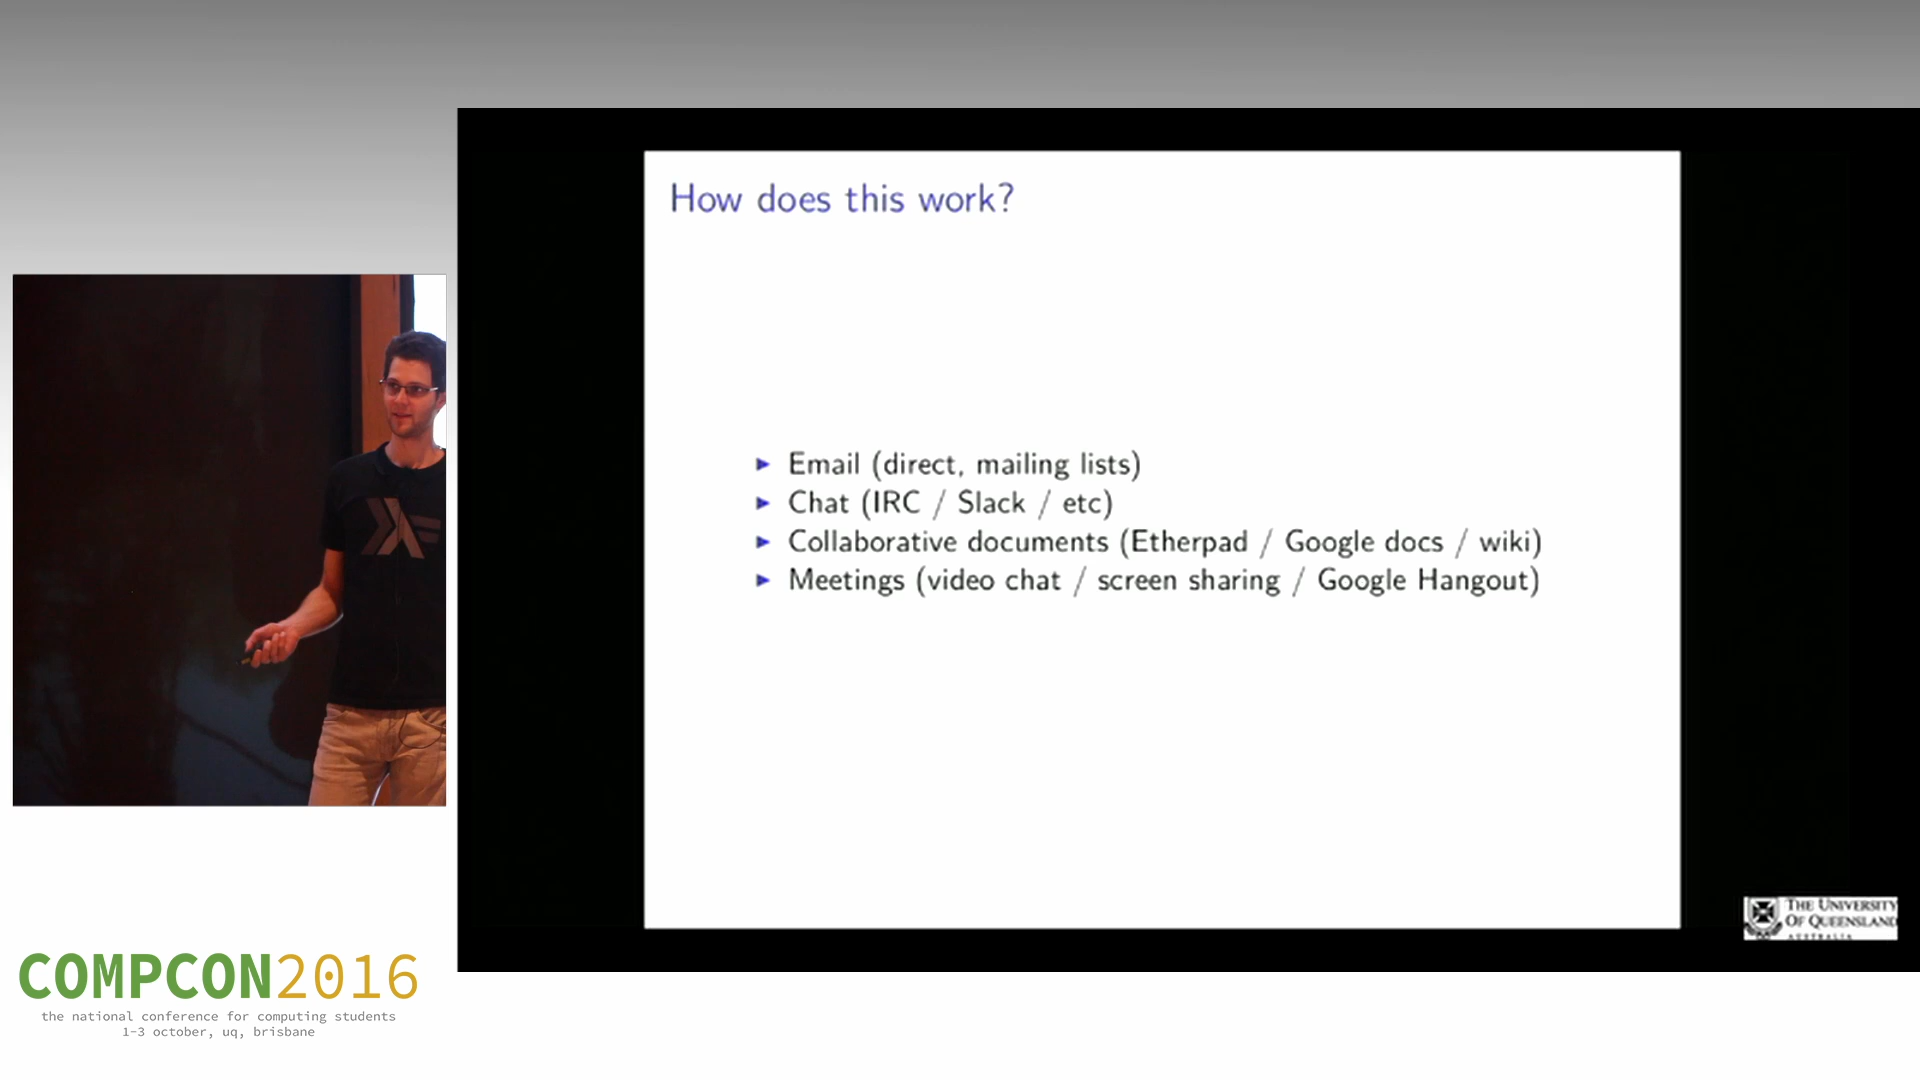 How does this work?
► Email (direct, mailing lists)
► Chat (IRC / Slack / etc)
► Collaborative documents (Etherpad / Google docs / wiki)
► Meetings (video chat / screen sharing / Google Hangout)
THE UNIVERSITY
OF QUEENSLAND
AUSTRALIA
COMPCON2016
the national conference for computing students
1-3 october, uq, brisbane